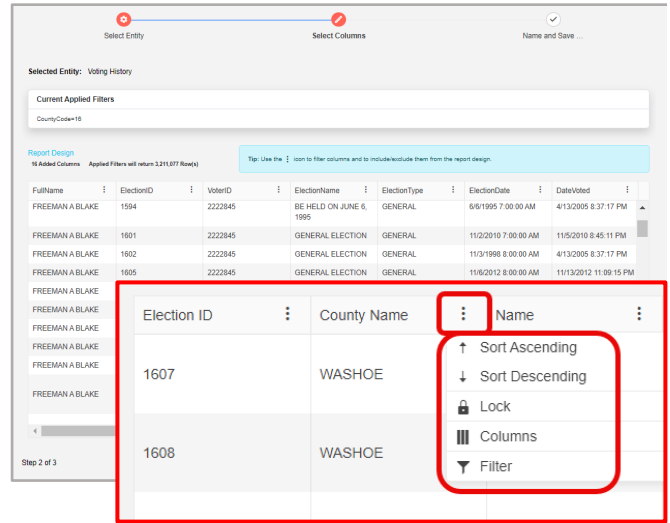 Select Entity
Select Columns
Name and Save ...
Selected Entity: Voting History
Current Applied Filters
CountyCode=16
Report Design
16 Added Columns Applied Filters will return 3,211,077 Row(s)
Tip: Use the ⋮ icon to filter columns and to include/exclude them from the report design.
FullName ElectionID VoterID ElectionName ElectionType ElectionDate DateVoted
FREEMAN A BLAKE 1594 2222845 BE HELD ON JUNE 6, GENERAL 6/6/1995 7:00:00 AM 4/13/2005 8:37:17 PM
1995
FREEMAN A BLAKE 1601 2222845 GENERAL ELECTION GENERAL 11/2/2010 7:00:00 AM 11/5/2010 8:45:11 PM
FREEMAN A BLAKE 1602 2222845 GENERAL ELECTION GENERAL 11/3/1998 8:00:00 AM 4/13/2005 8:37:17 PM
FREEMAN A BLAKE 1605 2222845 GENERAL ELECTION GENERAL 11/6/2012 8:00:00 AM 11/13/2012 11:09:15 PM
FREEMAN A BLAKE
FREEMAN A BLAKE
FREEMAN A BLAKE
FREEMAN A BLAKE
FREEMAN A BLAKE
FREEMAN A BLAKE
Step 2 of 3
Election ID County Name Name
Sort Ascending
1607 WASHOE
Sort Descending
Lock
Columns
1608 WASHOE
Filter